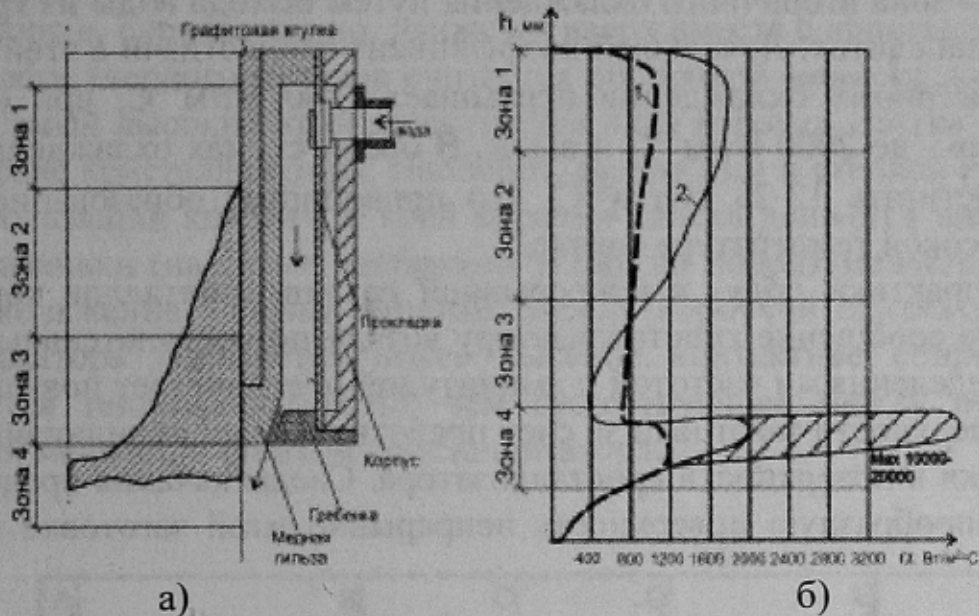 Графитовая втулка
Зона 1
Зона 2
Зона 3
Зона 4
вода
Прокладка
Корпус
Гребенка
Медная
гильза
а)
h, мм
Зона 1
Зона 2
Зона 3
Зона 4
1
2
Max 10000-
20000
400 800 1200 1600 2000 2400 2800 3200
б)